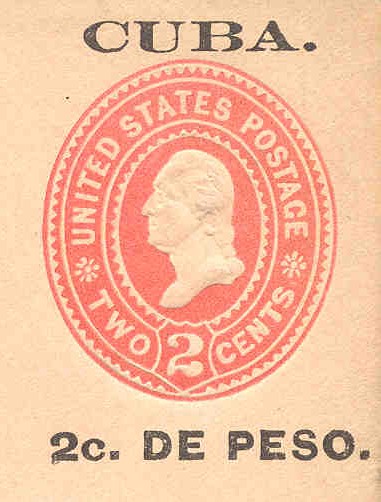 CUBA.
UNITED STATES POSTAGE
TWO 2 CENTS
2c. DE PESO.